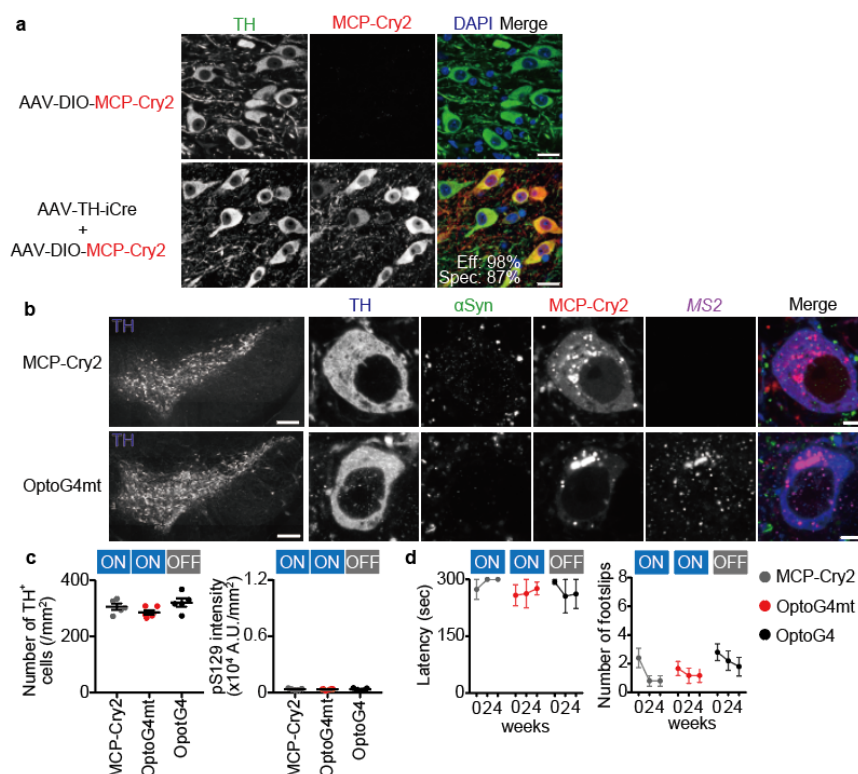 a
TH
MCP-Cry2
DAPI Merge
AAV-DIO-MCP-Cry2
AAV-TH-iCre
+
AAV-DIO-MCP-Cry2
Eff: 98%
Spec: 87%
b
TH
αSyn
MCP-Cry2
MS2
Merge
TH
MCP-Cry2
TH
OptoG4mt
c
ON ON OFF
Number of TH+
cells (/mm²)
400
200
0
MCP-Cry2
OptoG4mt
OpotG4
ON ON OFF
pS129 intensity
(x10⁴ A.U./mm²)
1.2
0.6
0.0
MCP-Cry2
OptoG4mt
OpotG4
d
ON ON OFF
Latency (sec)
300
200
100
0
024 024 024
weeks
ON ON OFF
Number of footslips
8
6
4
2
0
024 024 024
weeks
MCP-Cry2
OptoG4mt
OptoG4